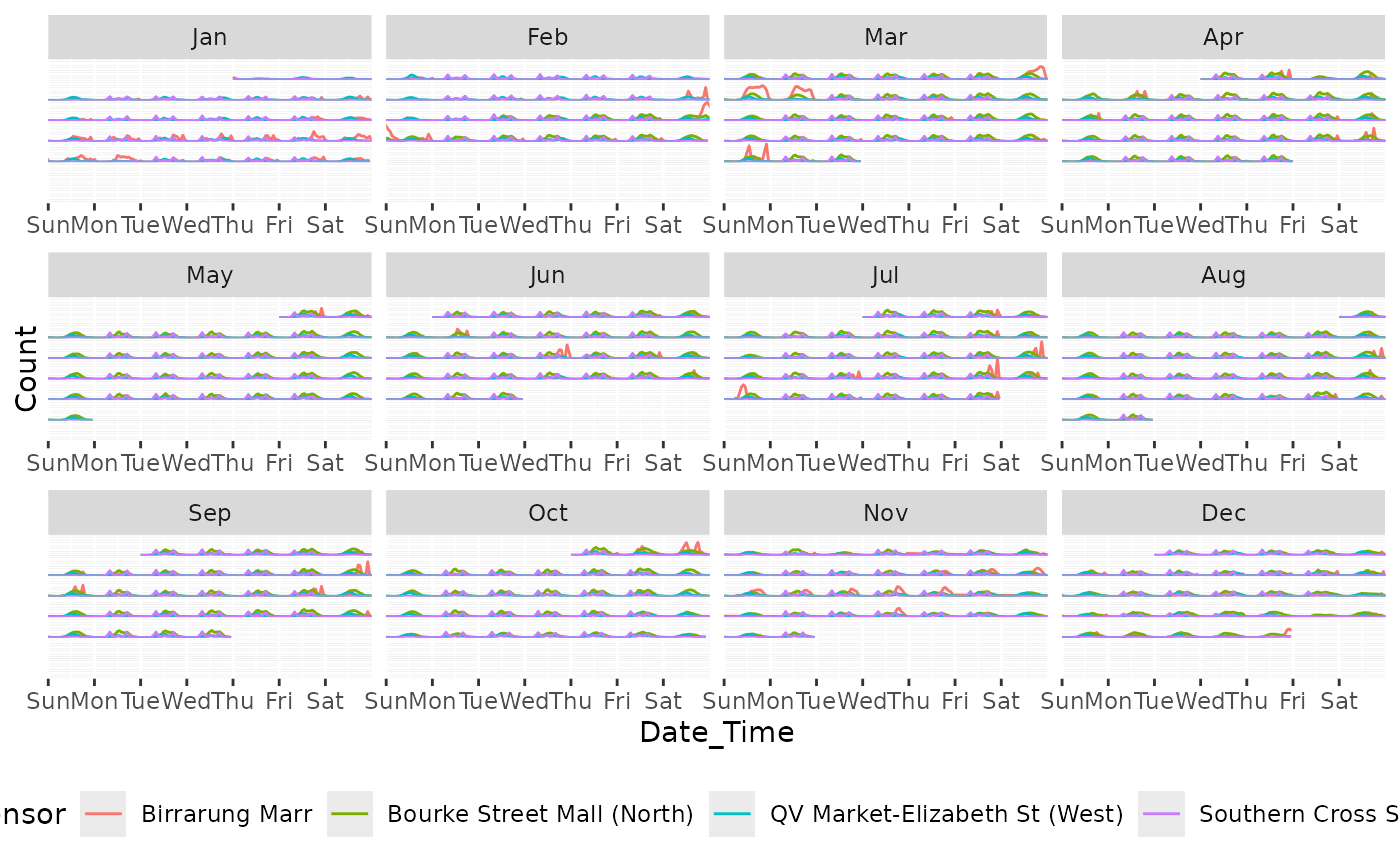 Jan Feb Mar Apr
Sun Mon Tue Wed Thu Fri Sat Sun Mon Tue Wed Thu Fri Sat Sun Mon Tue Wed Thu Fri Sat Sun Mon Tue Wed Thu Fri Sat
May Jun Jul Aug
Count
Sun Mon Tue Wed Thu Fri Sat Sun Mon Tue Wed Thu Fri Sat Sun Mon Tue Wed Thu Fri Sat Sun Mon Tue Wed Thu Fri Sat
Sep Oct Nov Dec
Sun Mon Tue Wed Thu Fri Sat Sun Mon Tue Wed Thu Fri Sat Sun Mon Tue Wed Thu Fri Sat Sun Mon Tue Wed Thu Fri Sat
Date_Time
nsor Birrarung Marr Bourke Street Mall (North) QV Market-Elizabeth St (West) Southern Cross S